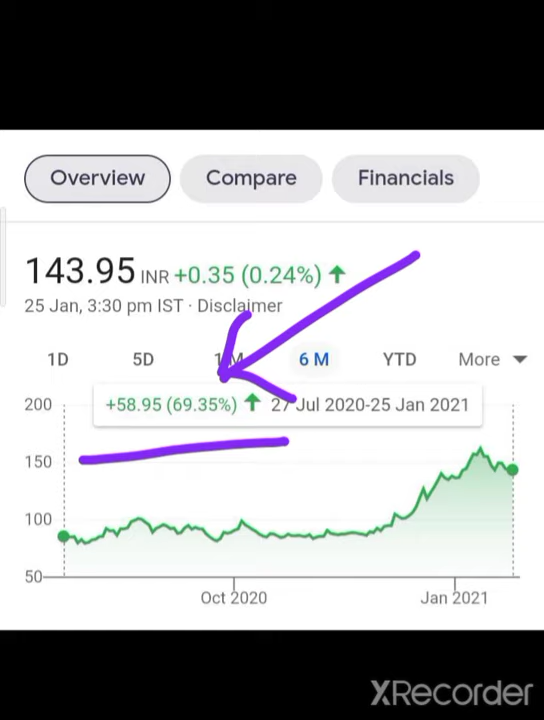 Overview Compare Financials
143.95 INR +0.35 (0.24%) ↑
25 Jan, 3:30 pm IST · Disclaimer
1D 5D 6 M YTD More
+58.95 (69.35%) ↑ 27 Jul 2020-25 Jan 2021
200
150
100
50
Oct 2020 Jan 2021
XRecorder